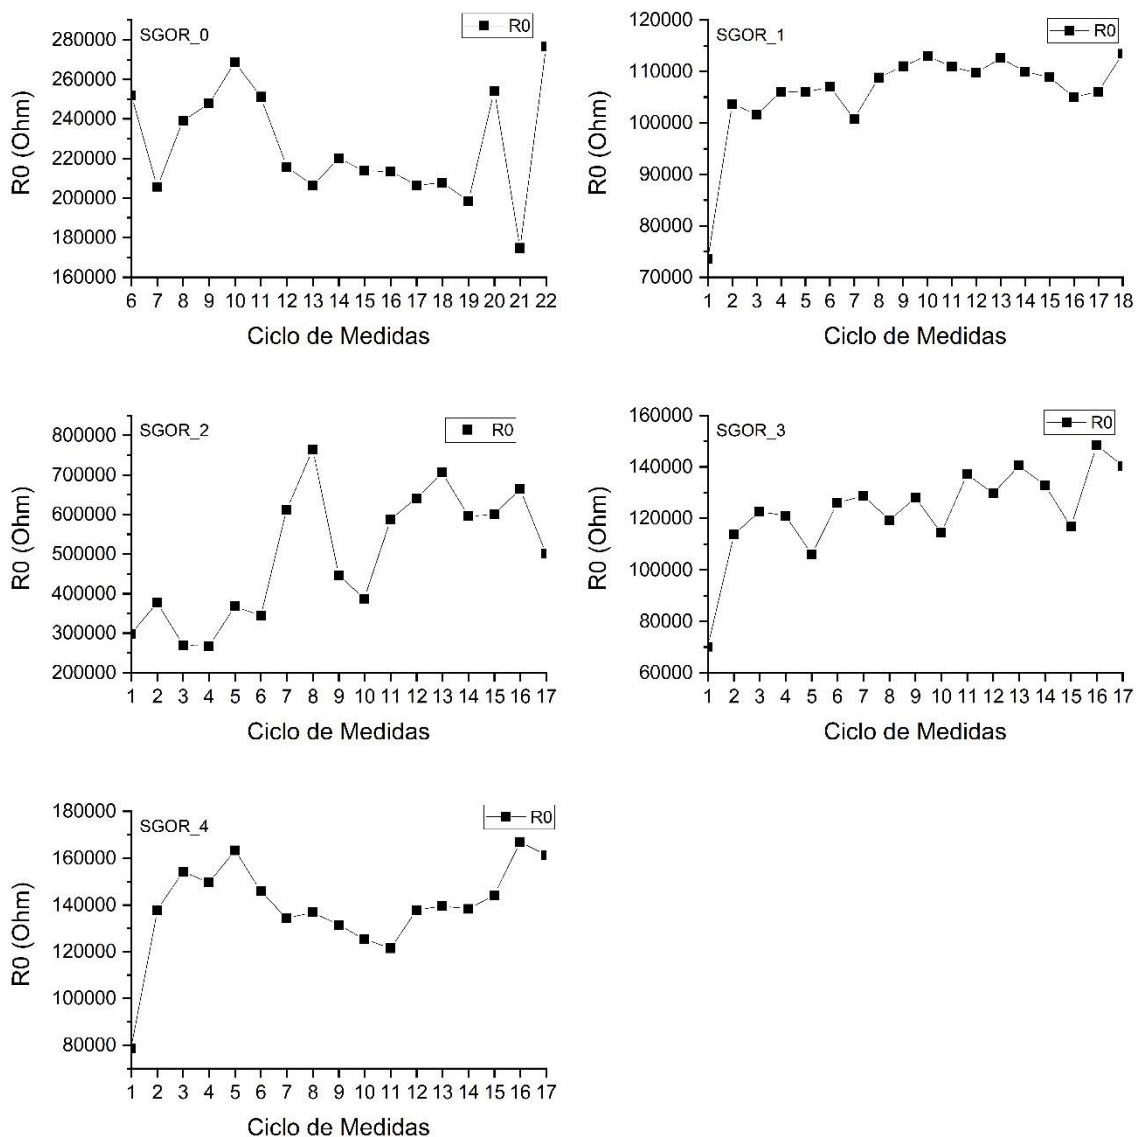 SGOR_0
R0
280000
260000
240000
220000
200000
180000
160000
R0 (Ohm)
6 7 8 9 10 11 12 13 14 15 16 17 18 19 20 21 22
Ciclo de Medidas
SGOR_1
R0
120000
110000
100000
90000
80000
70000
R0 (Ohm)
1 2 3 4 5 6 7 8 9 10 11 12 13 14 15 16 17 18
Ciclo de Medidas
SGOR_2
R0
800000
700000
600000
500000
400000
300000
200000
R0 (Ohm)
1 2 3 4 5 6 7 8 9 10 11 12 13 14 15 16 17
Ciclo de Medidas
SGOR_3
R0
160000
140000
120000
100000
80000
60000
R0 (Ohm)
1 2 3 4 5 6 7 8 9 10 11 12 13 14 15 16 17
Ciclo de Medidas
SGOR_4
R0
180000
160000
140000
120000
100000
80000
R0 (Ohm)
1 2 3 4 5 6 7 8 9 10 11 12 13 14 15 16 17
Ciclo de Medidas